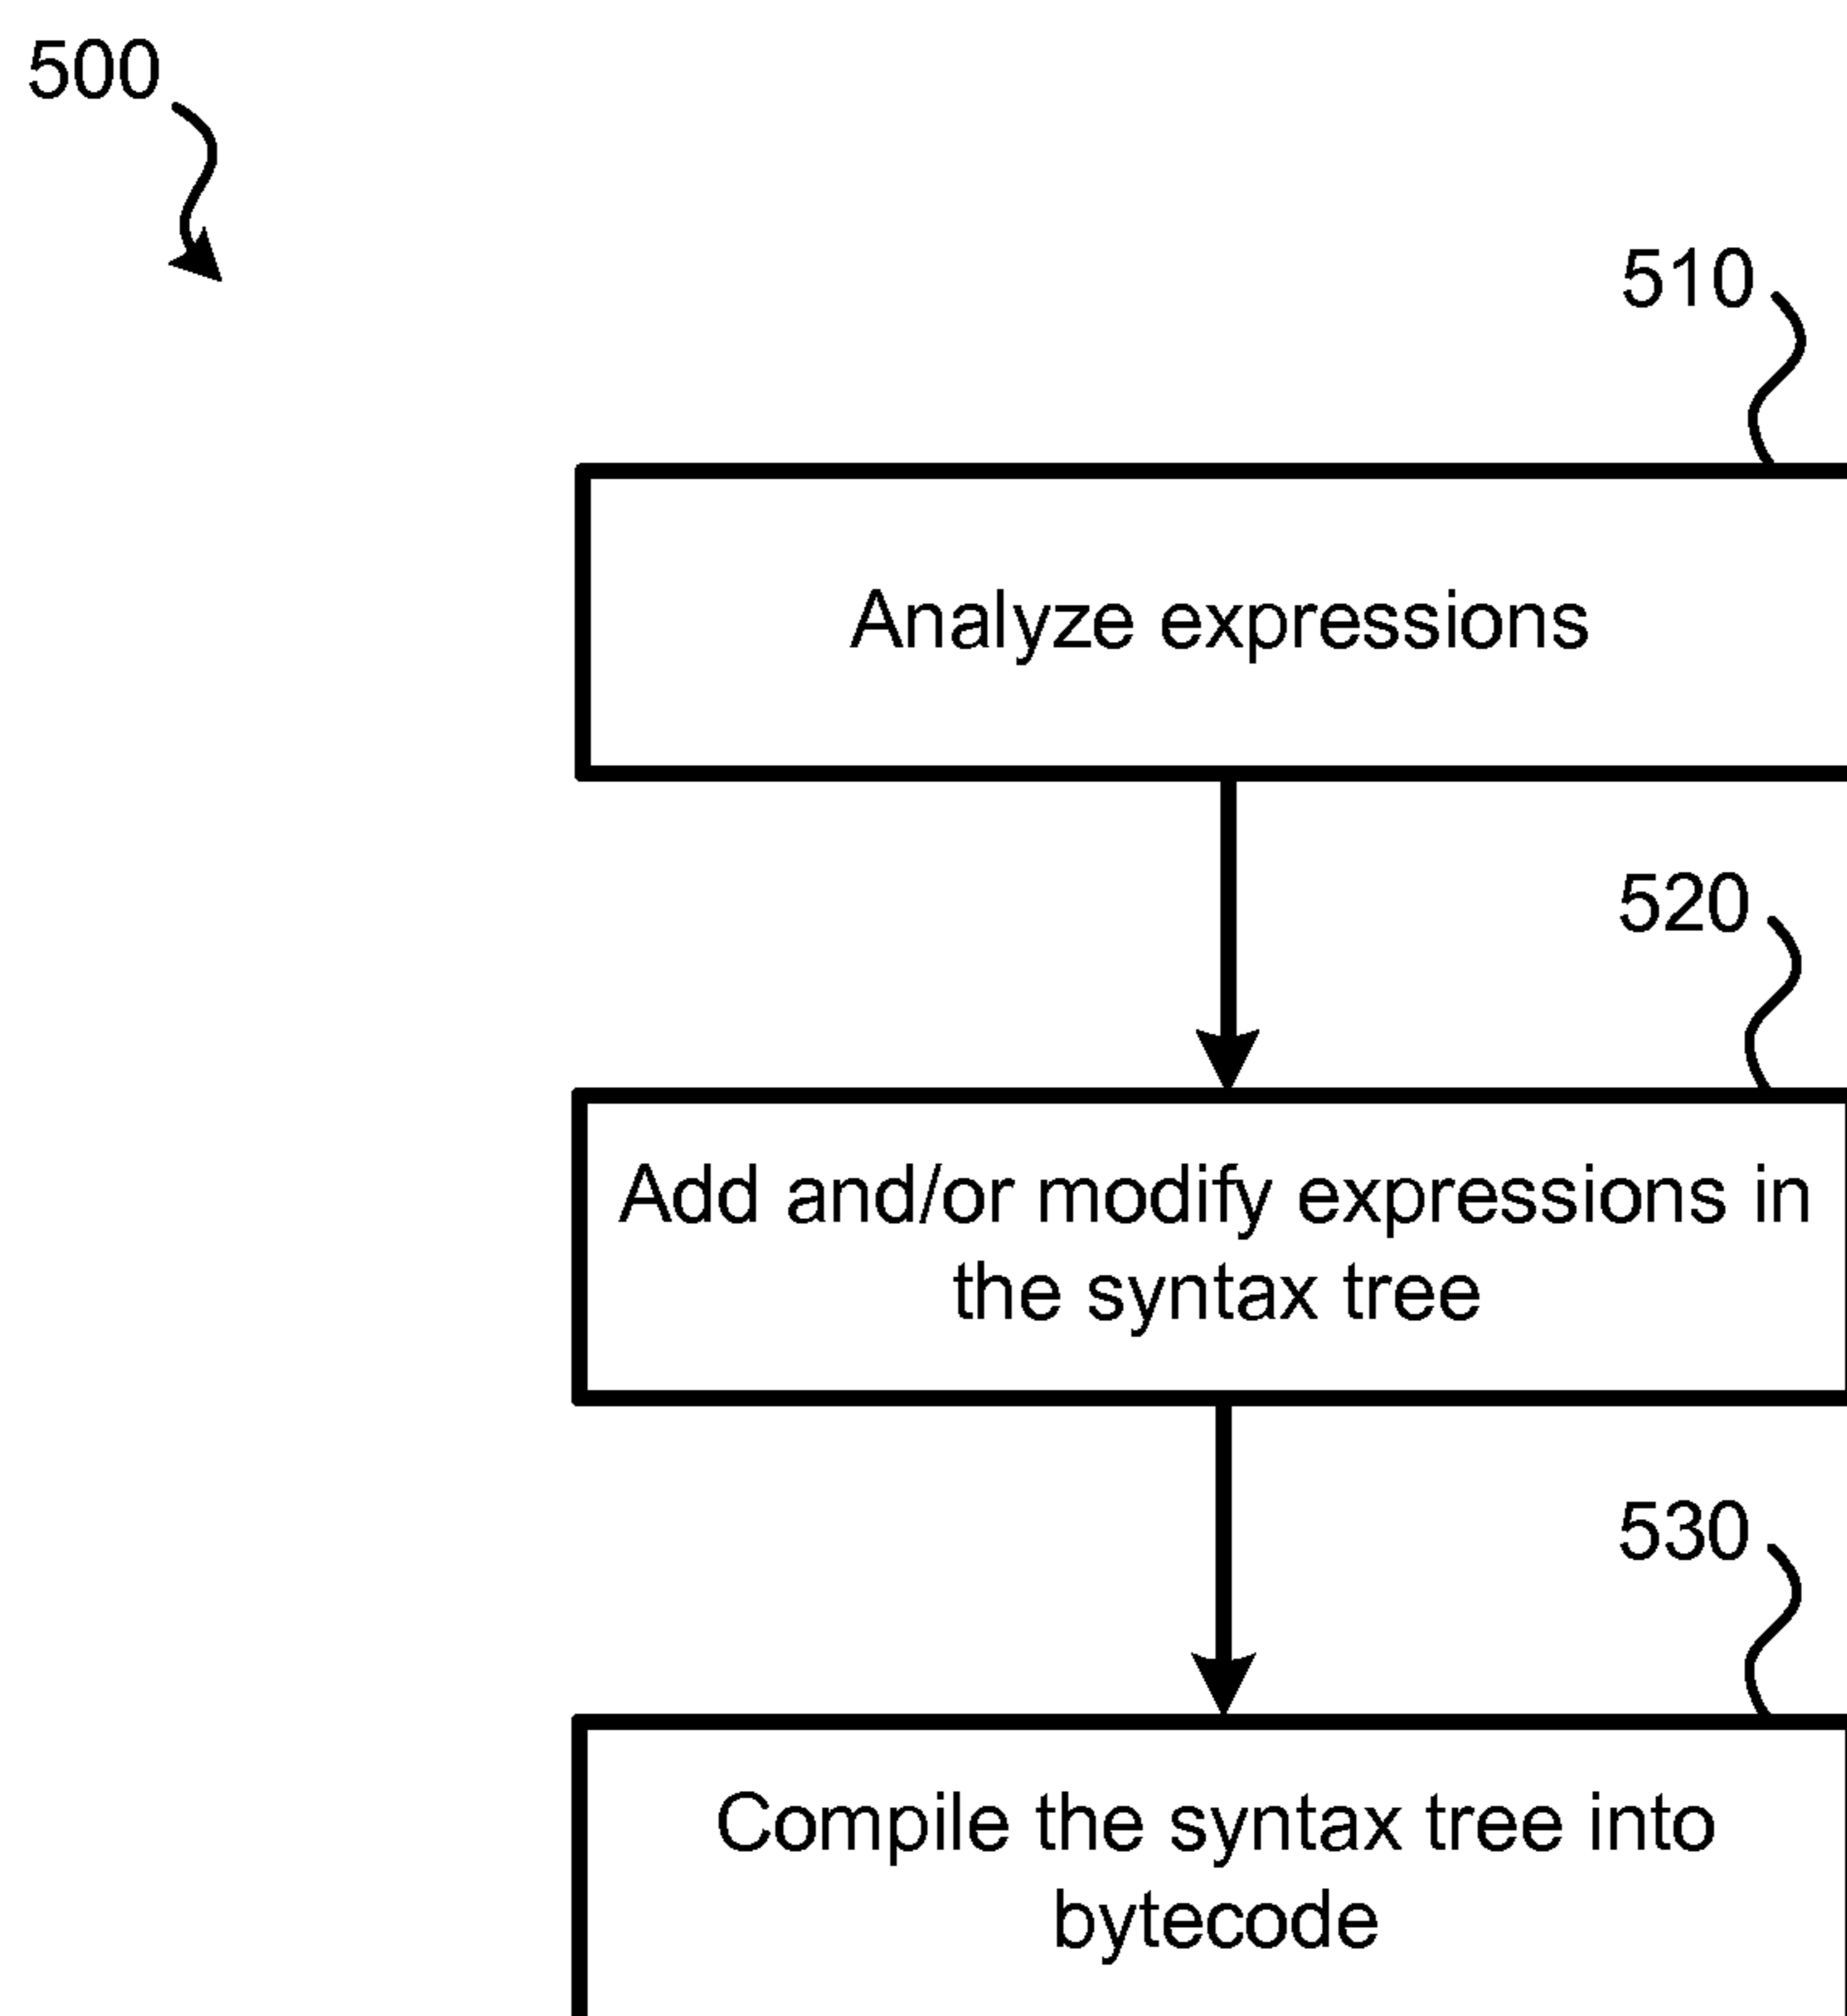 500
510
Analyze expressions
520
Add and/or modify expressions in
the syntax tree
530
Compile the syntax tree into
bytecode